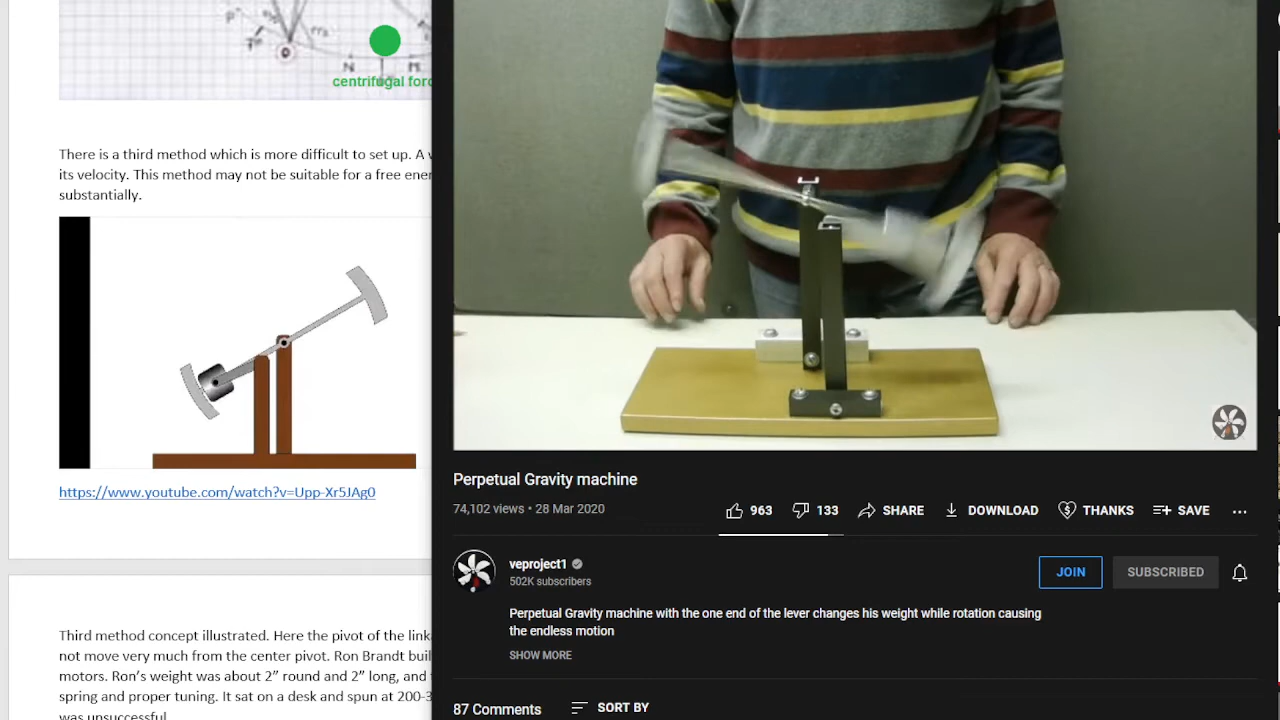 N
M
centrifugal forc
There is a third method which is more difficult to set up. A
its velocity. This method may not be suitable for a free ener
substantially.
https://www.youtube.com/watch?v=Upp-Xr5JAg0
Third method concept illustrated. Here the pivot of the link
not move very much from the center pivot. Ron Brandt buil
motors. Ron's weight was about 2” round and 2” long, and
spring and proper tuning. It sat on a desk and spun at 200-3
was unsuccessful
Perpetual Gravity machine
74,102 views • 28 Mar 2020
963
133
SHARE
DOWNLOAD
THANKS
SAVE
veproject1
502K subscribers
JOIN
SUBSCRIBED
Perpetual Gravity machine with the one end of the lever changes his weight while rotation causing
the endless motion
SHOW MORE
87 Comments
SORT BY